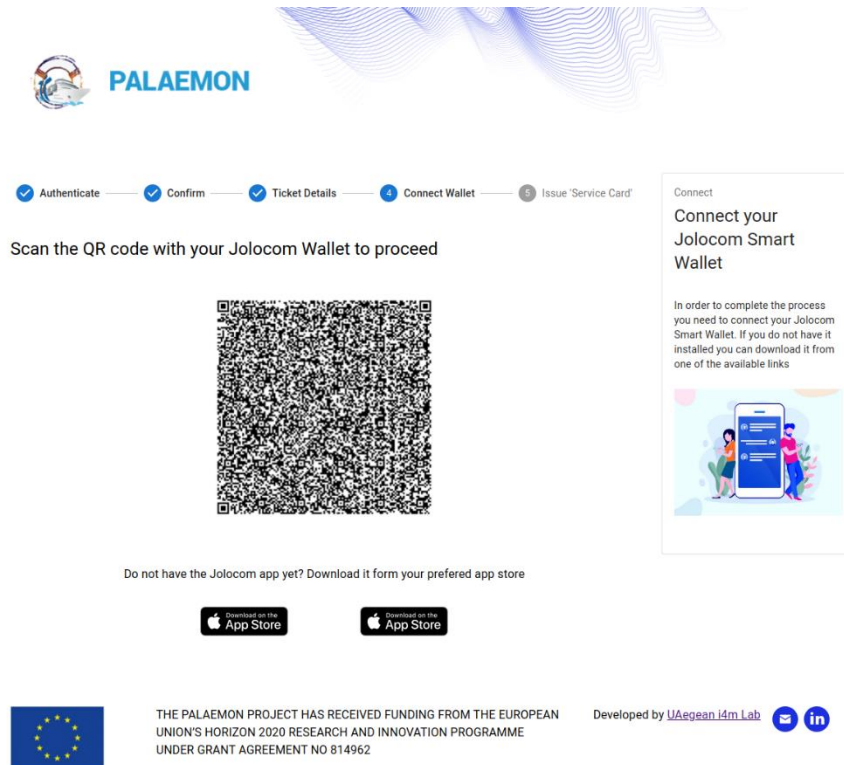 PALAEMON
Authenticate
Confirm
Ticket Details
4
Connect Wallet
5
Issue 'Service Card'
Scan the QR code with your Jolocom Wallet to proceed
Connect
Connect your
Jolocom Smart
Wallet
In order to complete the process
you need to connect your Jolocom
Smart Wallet. If you do not have it
installed you can download it from
one of the available links
Do not have the Jolocom app yet? Download it form your prefered app store
Download on the
App Store
Download on the
App Store
THE PALAEMON PROJECT HAS RECEIVED FUNDING FROM THE EUROPEAN
UNION'S HORIZON 2020 RESEARCH AND INNOVATION PROGRAMME
UNDER GRANT AGREEMENT NO 814962
Developed by UAegean i4m Lab
in